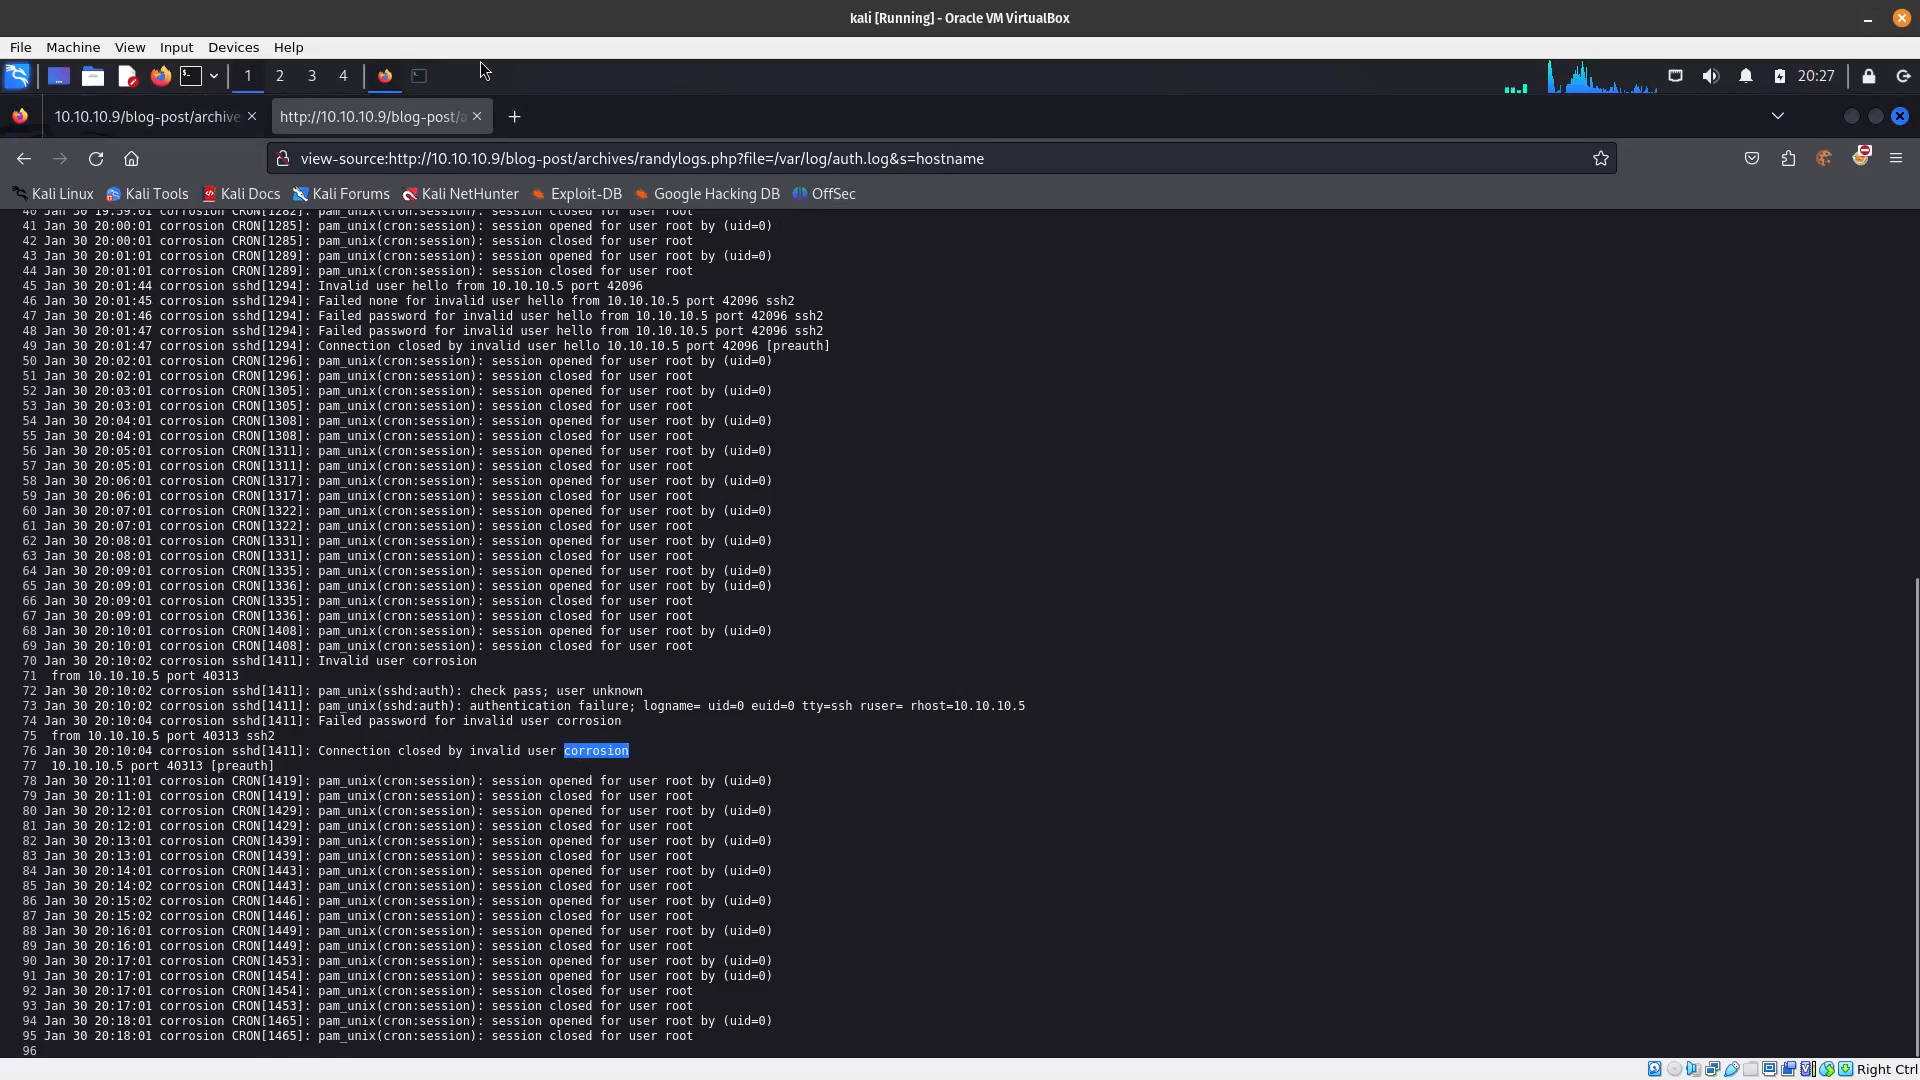 kali [Running] - Oracle VM VirtualBox
File Machine View Input Devices Help
1 2 3 4 20:27
10.10.10.9/blog-post/archive http://10.10.10.9/blog-post/a
view-source:http://10.10.10.9/blog-post/archives/randylogs.php?file=/var/log/auth.log&s=hostname
Kali Linux Kali Tools Kali Docs Kali Forums Kali NetHunter Exploit-DB Google Hacking DB OffSec
40 Jan 30 19:59:01 corrosion CRON[1282]: pam_unix(cron:session): session closed for user root
41 Jan 30 20:00:01 corrosion CRON[1285]: pam_unix(cron:session): session opened for user root by (uid=0)
42 Jan 30 20:00:01 corrosion CRON[1285]: pam_unix(cron:session): session closed for user root
43 Jan 30 20:01:01 corrosion CRON[1289]: pam_unix(cron:session): session opened for user root by (uid=0)
44 Jan 30 20:01:01 corrosion CRON[1289]: pam_unix(cron:session): session closed for user root
45 Jan 30 20:01:44 corrosion sshd[1294]: Invalid user hello from 10.10.10.5 port 42096
46 Jan 30 20:01:45 corrosion sshd[1294]: Failed none for invalid user hello from 10.10.10.5 port 42096 ssh2
47 Jan 30 20:01:46 corrosion sshd[1294]: Failed password for invalid user hello from 10.10.10.5 port 42096 ssh2
48 Jan 30 20:01:47 corrosion sshd[1294]: Failed password for invalid user hello from 10.10.10.5 port 42096 ssh2
49 Jan 30 20:01:47 corrosion sshd[1294]: Connection closed by invalid user hello 10.10.10.5 port 42096 [preauth]
50 Jan 30 20:02:01 corrosion CRON[1296]: pam_unix(cron:session): session opened for user root by (uid=0)
51 Jan 30 20:02:01 corrosion CRON[1296]: pam_unix(cron:session): session closed for user root
52 Jan 30 20:03:01 corrosion CRON[1305]: pam_unix(cron:session): session opened for user root by (uid=0)
53 Jan 30 20:03:01 corrosion CRON[1305]: pam_unix(cron:session): session closed for user root
54 Jan 30 20:04:01 corrosion CRON[1308]: pam_unix(cron:session): session opened for user root by (uid=0)
55 Jan 30 20:04:01 corrosion CRON[1308]: pam_unix(cron:session): session closed for user root
56 Jan 30 20:05:01 corrosion CRON[1311]: pam_unix(cron:session): session opened for user root by (uid=0)
57 Jan 30 20:05:01 corrosion CRON[1311]: pam_unix(cron:session): session closed for user root
58 Jan 30 20:06:01 corrosion CRON[1317]: pam_unix(cron:session): session opened for user root by (uid=0)
59 Jan 30 20:06:01 corrosion CRON[1317]: pam_unix(cron:session): session closed for user root
60 Jan 30 20:07:01 corrosion CRON[1322]: pam_unix(cron:session): session opened for user root by (uid=0)
61 Jan 30 20:07:01 corrosion CRON[1322]: pam_unix(cron:session): session closed for user root
62 Jan 30 20:08:01 corrosion CRON[1331]: pam_unix(cron:session): session opened for user root by (uid=0)
63 Jan 30 20:08:01 corrosion CRON[1331]: pam_unix(cron:session): session closed for user root
64 Jan 30 20:09:01 corrosion CRON[1335]: pam_unix(cron:session): session opened for user root by (uid=0)
65 Jan 30 20:09:01 corrosion CRON[1336]: pam_unix(cron:session): session opened for user root by (uid=0)
66 Jan 30 20:09:01 corrosion CRON[1335]: pam_unix(cron:session): session closed for user root
67 Jan 30 20:09:01 corrosion CRON[1336]: pam_unix(cron:session): session closed for user root
68 Jan 30 20:10:01 corrosion CRON[1408]: pam_unix(cron:session): session opened for user root by (uid=0)
69 Jan 30 20:10:01 corrosion CRON[1408]: pam_unix(cron:session): session closed for user root
70 Jan 30 20:10:02 corrosion sshd[1411]: Invalid user corrosion
71 from 10.10.10.5 port 40313
72 Jan 30 20:10:02 corrosion sshd[1411]: pam_unix(sshd:auth): check pass; user unknown
73 Jan 30 20:10:02 corrosion sshd[1411]: pam_unix(sshd:auth): authentication failure; logname= uid=0 euid=0 tty=ssh ruser= rhost=10.10.10.5
74 Jan 30 20:10:04 corrosion sshd[1411]: Failed password for invalid user corrosion
75 from 10.10.10.5 port 40313 ssh2
76 Jan 30 20:10:04 corrosion sshd[1411]: Connection closed by invalid user corrosion
77 10.10.10.5 port 40313 [preauth]
78 Jan 30 20:11:01 corrosion CRON[1419]: pam_unix(cron:session): session opened for user root by (uid=0)
79 Jan 30 20:11:01 corrosion CRON[1419]: pam_unix(cron:session): session closed for user root
80 Jan 30 20:12:01 corrosion CRON[1429]: pam_unix(cron:session): session opened for user root by (uid=0)
81 Jan 30 20:12:01 corrosion CRON[1429]: pam_unix(cron:session): session closed for user root
82 Jan 30 20:13:01 corrosion CRON[1439]: pam_unix(cron:session): session opened for user root by (uid=0)
83 Jan 30 20:13:01 corrosion CRON[1439]: pam_unix(cron:session): session closed for user root
84 Jan 30 20:14:01 corrosion CRON[1443]: pam_unix(cron:session): session opened for user root by (uid=0)
85 Jan 30 20:14:02 corrosion CRON[1443]: pam_unix(cron:session): session closed for user root
86 Jan 30 20:15:02 corrosion CRON[1446]: pam_unix(cron:session): session opened for user root by (uid=0)
87 Jan 30 20:15:02 corrosion CRON[1446]: pam_unix(cron:session): session closed for user root
88 Jan 30 20:16:01 corrosion CRON[1449]: pam_unix(cron:session): session opened for user root by (uid=0)
89 Jan 30 20:16:01 corrosion CRON[1449]: pam_unix(cron:session): session closed for user root
90 Jan 30 20:17:01 corrosion CRON[1453]: pam_unix(cron:session): session opened for user root by (uid=0)
91 Jan 30 20:17:01 corrosion CRON[1454]: pam_unix(cron:session): session opened for user root by (uid=0)
92 Jan 30 20:17:01 corrosion CRON[1454]: pam_unix(cron:session): session closed for user root
93 Jan 30 20:17:01 corrosion CRON[1453]: pam_unix(cron:session): session closed for user root
94 Jan 30 20:18:01 corrosion CRON[1465]: pam_unix(cron:session): session opened for user root by (uid=0)
95 Jan 30 20:18:01 corrosion CRON[1465]: pam_unix(cron:session): session closed for user root
96
Right Ctrl